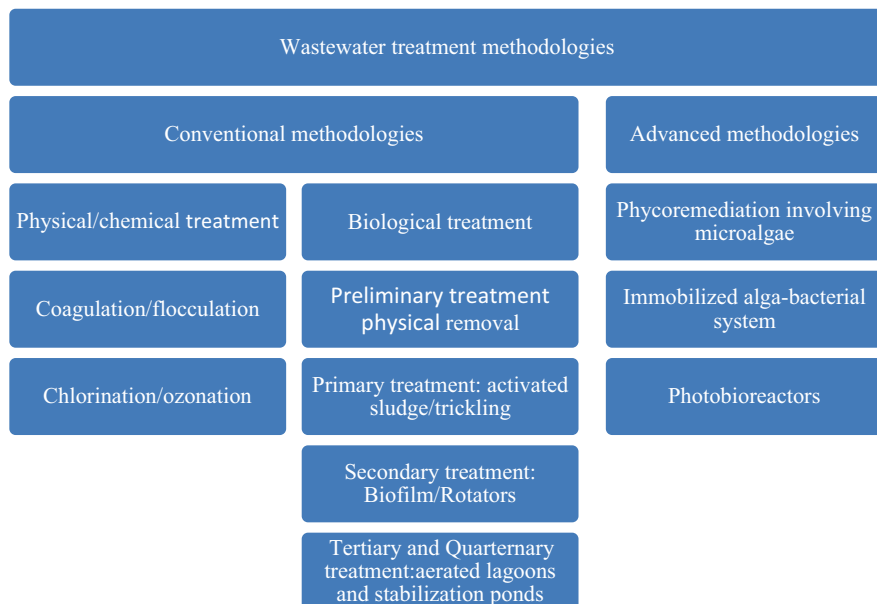 Wastewater treatment methodologies
Conventional methodologies
Advanced methodologies
Physical/chemical treatment
Biological treatment
Phycoremediation involving
microalgae
Coagulation/flocculation
Preliminary treatment
physical removal
Immobilized alga-bacterial
system
Chlorination/ozonation
Primary treatment: activated
sludge/trickling
Photobioreactors
Secondary treatment:
Biofilm/Rotators
Tertiary and Quarternary
treatment:aerated lagoons
and stabilization ponds